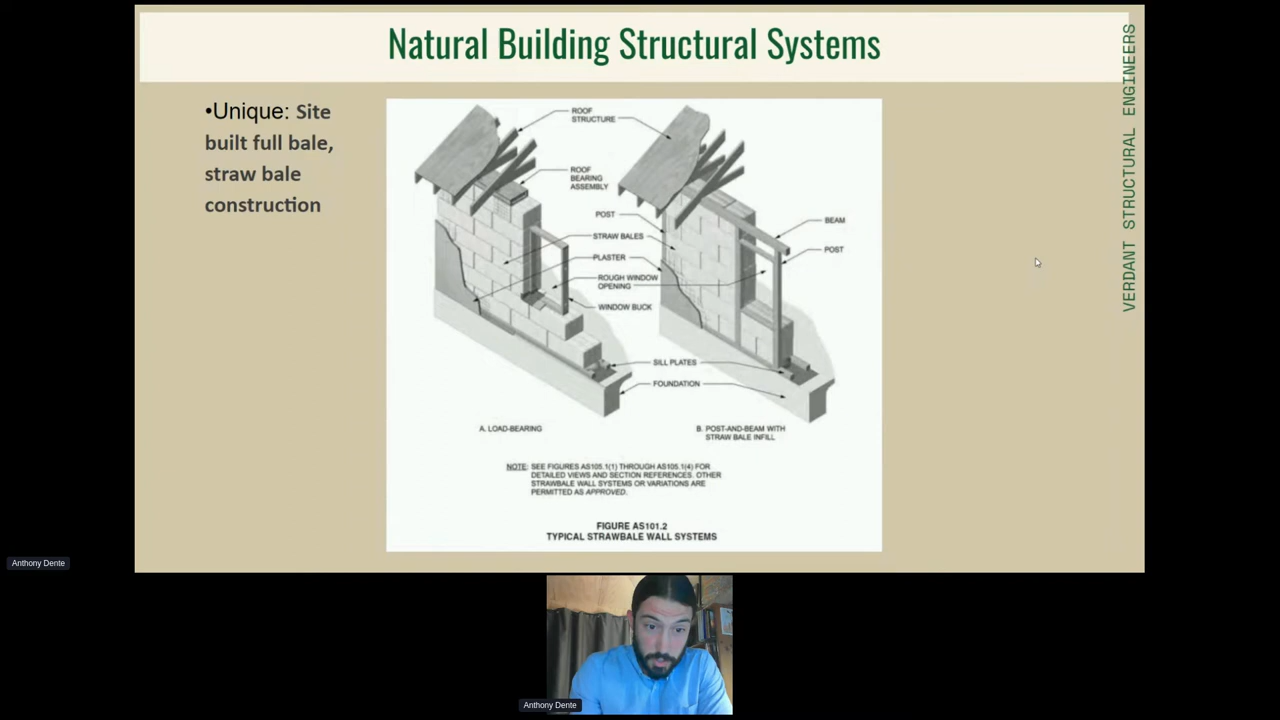 Natural Building Structural Systems
VERDANT STRUCTURAL ENGINEERS
•Unique: Site
built full bale,
straw bale
construction
ROOF
STRUCTURE
ROOF
BEARING
ASSEMBLY
POST
BEAM
STRAW BALES
POST
PLASTER
ROUGH WINDOW
OPENING
WINDOW BUCK
SILL PLATES
FOUNDATION
A. LOAD-BEARING
B. POST-AND-BEAM WITH
STRAW BALE INFILL
NOTE: SEE FIGURES AS105.1(1) THROUGH AS105.1(4) FOR
DETAILED VIEWS AND SECTION REFERENCES. OTHER
STRAWBALE WALL SYSTEMS OR VARIATIONS ARE
PERMITTED AS APPROVED.
FIGURE AS101.2
TYPICAL STRAWBALE WALL SYSTEMS
Anthony Dente
Anthony Dente